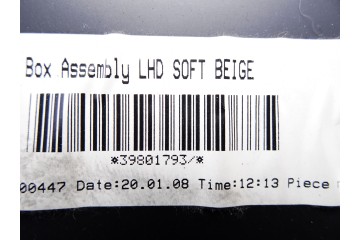 Box Assembly LHD SOFT BEIGE
*39801793/*
00447 Date:20.01.08 Time:12:13 Piece